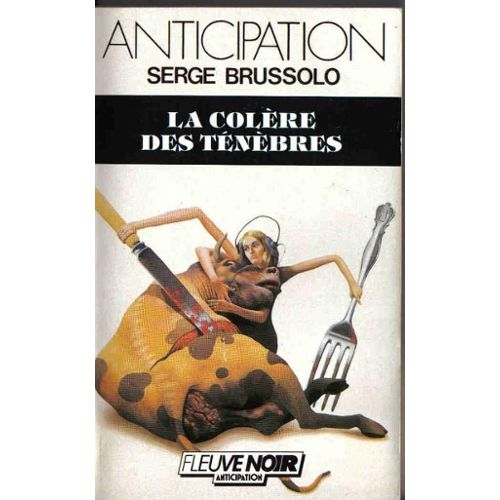 ANTICIPATION
SERGE BRUSSOLO
LA COLÈRE
DES TÉNÈBRES
FLEUVE NOIR
ANTICIPATION